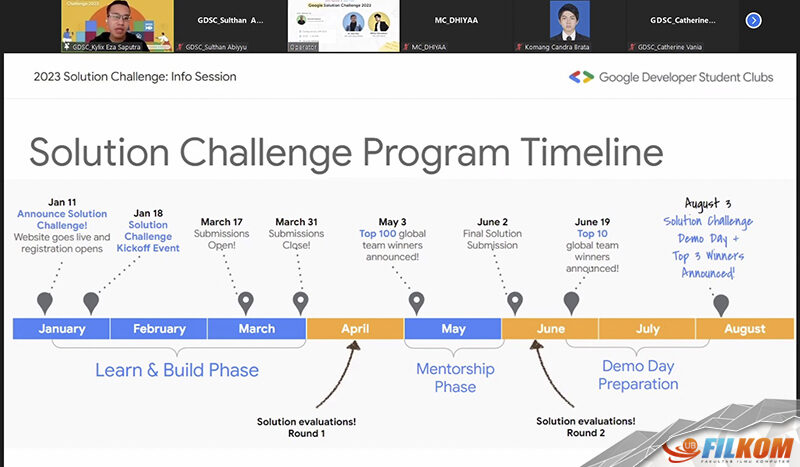 Challenge 2023
GDSC_Sulthan A...
Google Solution Challenge 2023
MC_DHIYAA
GDSC_Catherine...
GDSC_Kylix Eza Saputra
GDSC_Sulthan Abiyyu
Operator
MC_DHIYAA
Komang Candra Brata
GDSC_Catherine Vania
2023 Solution Challenge: Info Session
Google Developer Student Clubs
Solution Challenge Program Timeline
Jan 11
Announce Solution
Challenge!
Website goes live and
registration opens
Jan 18
Solution
Challenge
Kickoff Event
March 17
Submissions
Open!
March 31
Submissions
Close!
May 3
Top 100 global
team winners
announced!
June 2
Final Solution
Submission
June 19
Top 10
global team
winners
announced!
August 3
Solution Challenge
Demo Day +
Top 3 Winners
Announced!
January
February
March
April
May
June
July
August
Learn & Build Phase
Mentorship
Phase
Demo Day
Preparation
Solution evaluations!
Round 1
Solution evaluations!
Round 2
UB
FILKOM
FAKULTAS ILMU KOMPUTER